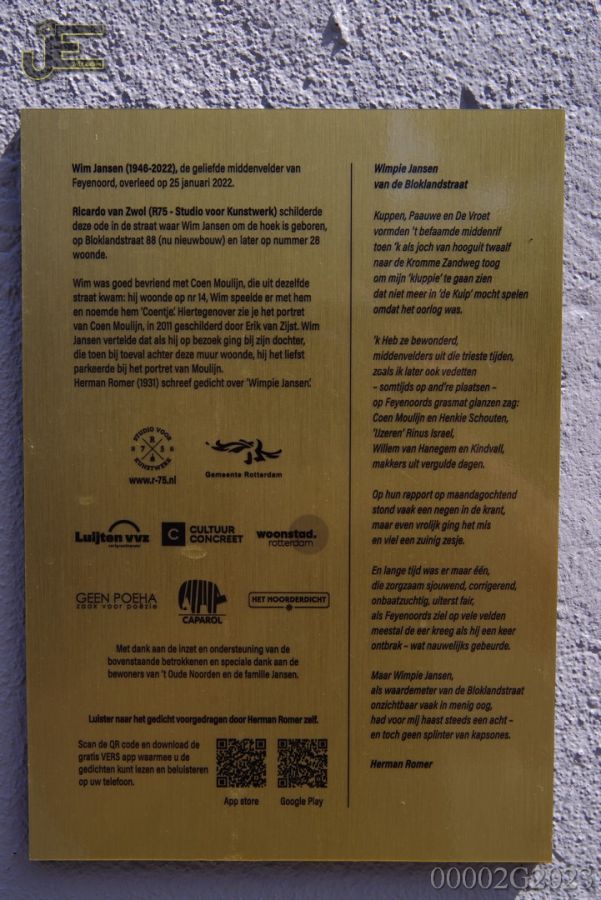 JE
Wim Jansen (1946-2022), de geliefde middenvelder van
Feyenoord, overleed op 25 januari 2022.
Ricardo van Zwol (R75 - Studio voor Kunstwerk) schilderde
deze ode in de straat waar Wim Jansen om de hoek is geboren,
op Bloklandstraat 88 (nu nieuwbouw) en later op nummer 28
woonde.
Wim was goed bevriend met Coen Moulijn, die uit dezelfde
straat kwam: hij woonde op nr 14, Wim speelde er met hem
en noemde hem 'Coentje'. Hiertegenover zie je het portret
van Coen Moulijn, in 2011 geschilderd door Erik van Zijst. Wim
Jansen vertelde dat als hij op bezoek ging bij zijn dochter,
die toen bij toeval achter deze muur woonde, hij het liefst
parkeerde bij het portret van Moulijn.
Herman Romer (1931) schreef gedicht over 'Wimpie Jansen'.
STUDIO VOOR
R
KUNSTWERK
www.r-75.nl
Gemeente Rotterdam
Luijten vvz
C CULTUUR
CONCREET
woonstad.
rotterdam
GEEN POEHA
zaak voor poëzie
CAPAROL
HET NOORDERDICHT
Met dank aan de inzet en ondersteuning van de
bovenstaande betrokkenen en speciale dank aan de
bewoners van 't Oude Noorden en de familie Jansen.
Luister naar het gedicht voorgedragen door Herman Romer zelf.
Scan de QR code en download de
gratis VERS app waarmee u de
gedichten kunt lezen en beluisteren
op uw telefoon.
App store
Google Play
Wimpie Jansen
van de Bloklandstraat
Kuppen, Paauwe en De Vroet
vormden 't befaamde middenrif
toen 'k als joch van hooguit twaalf
naar de Kromme Zandweg toog
om mijn 'kluppie' te gaan zien
dat niet meer in 'de Kuip' mocht spelen
omdat het oorlog was.
'k Heb ze bewonderd,
middenvelders uit die trieste tijden,
zoals ik later ook vedetten
– somtijds op and're plaatsen –
op Feyenoords grasmat glanzen zag:
Coen Moulijn en Henkie Schouten,
'IJzeren' Rinus Israel,
Willem van Hanegem en Kindvall,
makkers uit vergulde dagen.
Op hun rapport op maandagochtend
stond vaak een negen in de krant,
maar even vrolijk ging het mis
en viel een zuinig zesje.
En lange tijd was er maar één,
die zorgzaam sjouwend, corrigerend,
onbaatzuchtig, uiterst fair,
als Feyenoords ziel op vele velden
meestal de eer kreeg als hij een keer
ontbrak – wat nauwelijks gebeurde.
Maar Wimpie Jansen,
als waardemeter van de Bloklandstraat
onzichtbaar vaak in menig oog,
had voor mij haast steeds een acht –
en toch geen splinter van kapsones.
Herman Romer
00002G2023